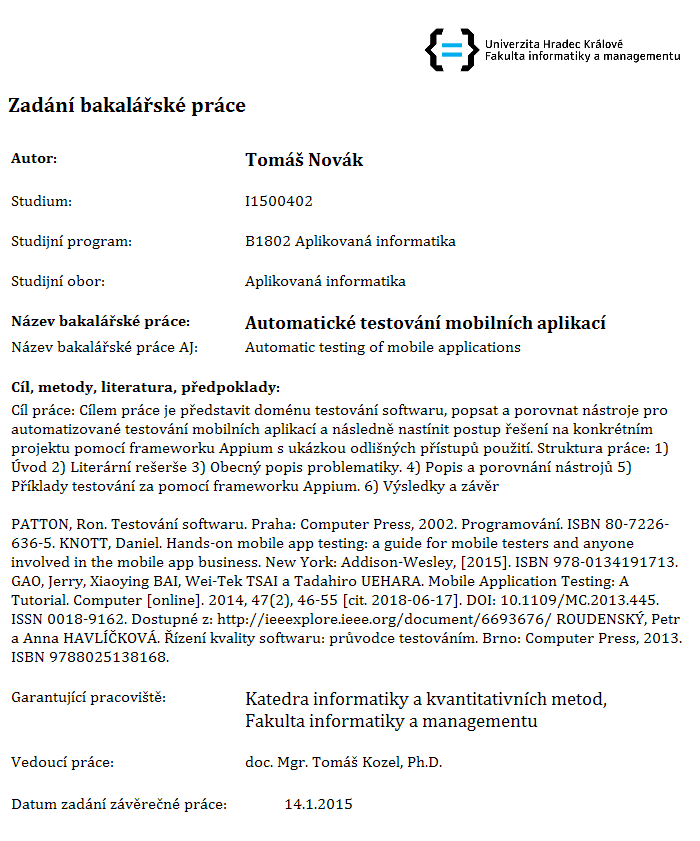 Univerzita Hradec Králové
Fakulta informatiky a managementu
Zadání bakalářské práce
Autor: Tomáš Novák
Studium: I1500402
Studijní program: B1802 Aplikovaná informatika
Studijní obor: Aplikovaná informatika
Název bakalářské práce: Automatické testování mobilních aplikací
Název bakalářské práce AJ: Automatic testing of mobile applications
Cíl, metody, literatura, předpoklady:
Cíl práce: Cílem práce je představit doménu testování softwaru, popsat a porovnat nástroje pro
automatizované testování mobilních aplikací a následně nastínit postup řešení na konkrétním
projektu pomocí frameworku Appium s ukázkou odlišných přístupů použití. Struktura práce: 1)
Úvod 2) Literární rešerše 3) Obecný popis problematiky. 4) Popis a porovnání nástrojů 5)
Příklady testování za pomocí frameworku Appium. 6) Výsledky a závěr
PATTON, Ron. Testování softwaru. Praha: Computer Press, 2002. Programování. ISBN 80-7226-
636-5. KNOTT, Daniel. Hands-on mobile app testing: a guide for mobile testers and anyone
involved in the mobile app business. New York: Addison-Wesley, [2015]. ISBN 978-0134191713.
GAO, Jerry, Xiaoying BAI, Wei-Tek TSAI a Tadahiro UEHARA. Mobile Application Testing: A
Tutorial. Computer [online]. 2014, 47(2), 46-55 [cit. 2018-06-17]. DOI: 10.1109/MC.2013.445.
ISSN 0018-9162. Dostupné z: http://ieeexplore.ieee.org/document/6693676/ ROUDENSKÝ, Petr
a Anna HAVLÍČKOVÁ. Řízení kvality softwaru: průvodce testováním. Brno: Computer Press, 2013.
ISBN 9788025138168.
Garantující pracoviště: Katedra informatiky a kvantitativních metod,
Fakulta informatiky a managementu
Vedoucí práce: doc. Mgr. Tomáš Kozel, Ph.D.
Datum zadání závěrečné práce: 14.1.2015